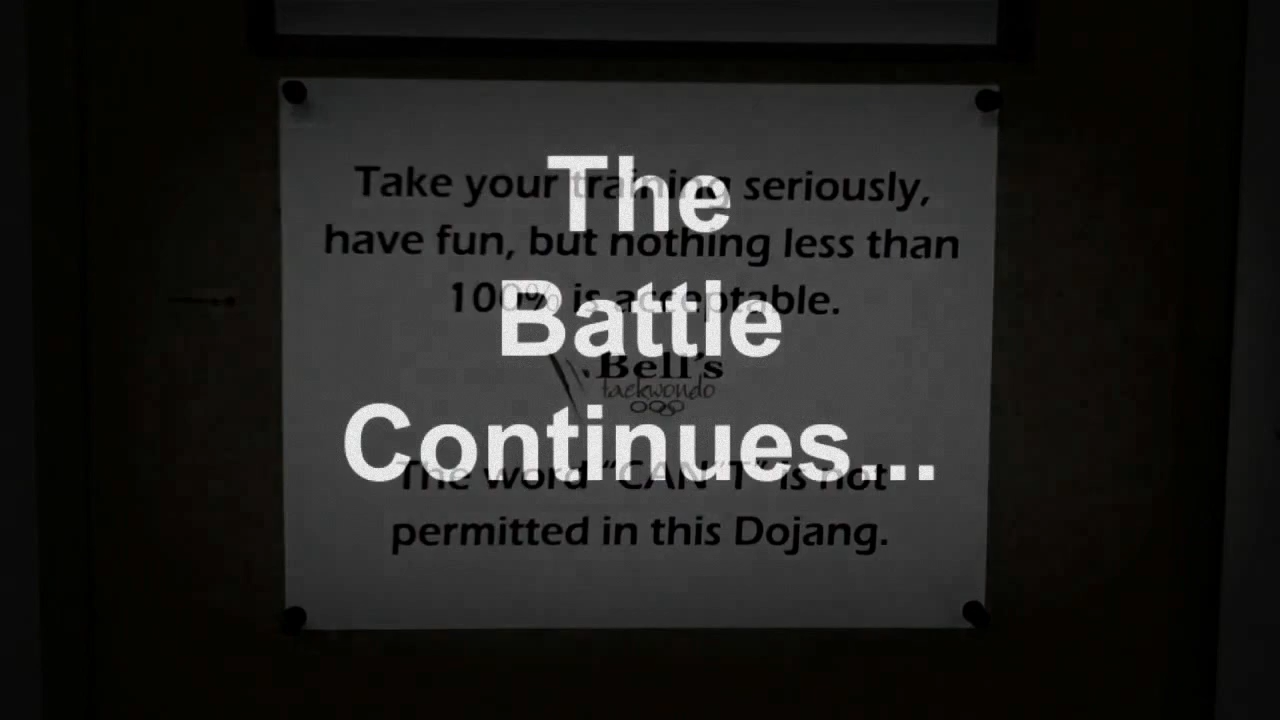 The
Battle
Continues...
Take your training seriously,
have fun, but nothing less than
100% is acceptable.
Bell's
taekwondo
The word "CAN'T" is not
permitted in this Dojang.